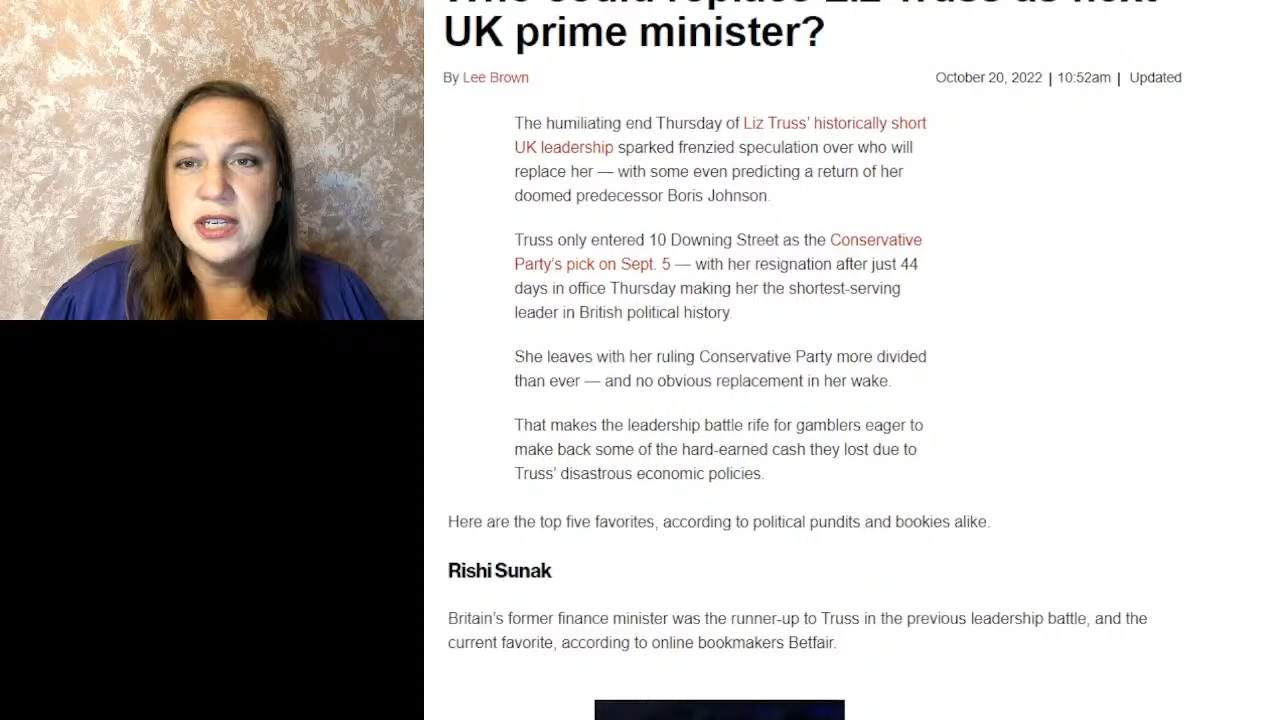 Who could replace Liz Truss as next
UK prime minister?
By Lee Brown
October 20, 2022 | 10:52am | Updated
The humiliating end Thursday of Liz Truss’ historically short
UK leadership sparked frenzied speculation over who will
replace her — with some even predicting a return of her
doomed predecessor Boris Johnson.
Truss only entered 10 Downing Street as the Conservative
Party’s pick on Sept. 5 — with her resignation after just 44
days in office Thursday making her the shortest-serving
leader in British political history.
She leaves with her ruling Conservative Party more divided
than ever — and no obvious replacement in her wake.
That makes the leadership battle rife for gamblers eager to
make back some of the hard-earned cash they lost due to
Truss’ disastrous economic policies.
Here are the top five favorites, according to political pundits and bookies alike.
Rishi Sunak
Britain’s former finance minister was the runner-up to Truss in the previous leadership battle, and the
current favorite, according to online bookmakers Betfair.